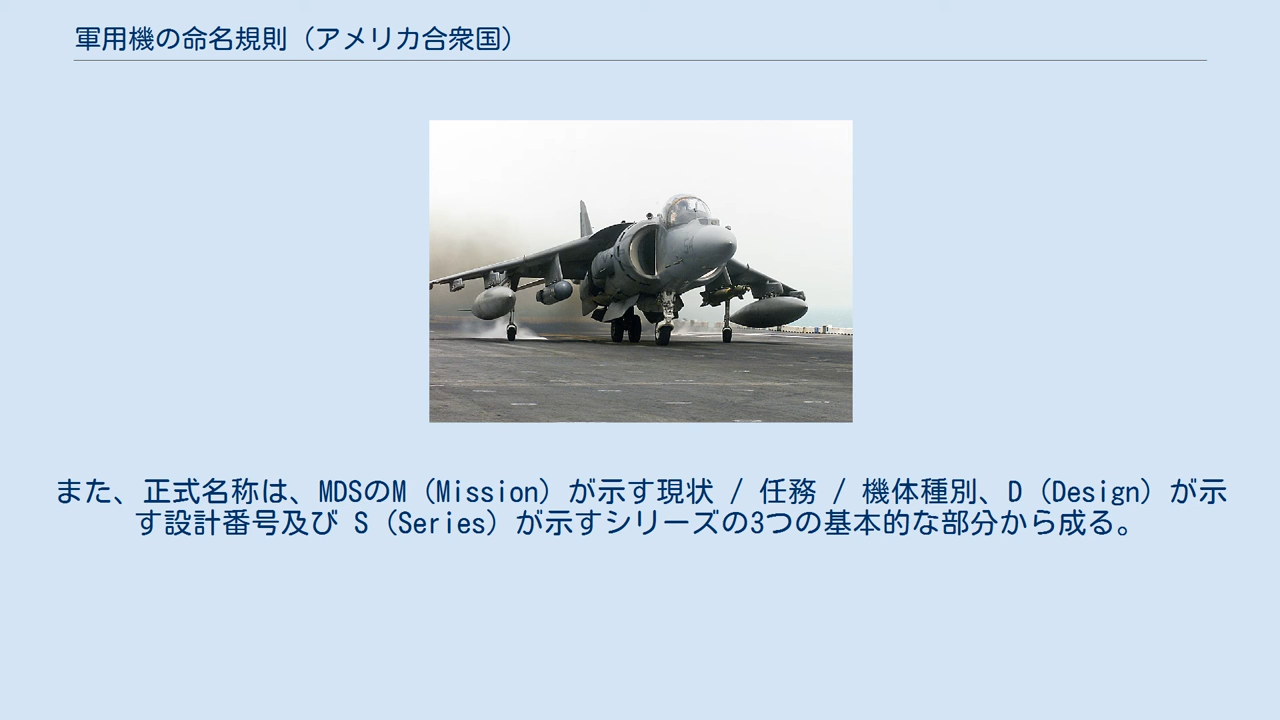 軍用機の命名規則（アメリカ合衆国）
また、正式名称は、MDSのM（Mission）が示す現状 / 任務 / 機体種別、D（Design）が示
す設計番号及び S（Series）が示すシリーズの3つの基本的な部分から成る。